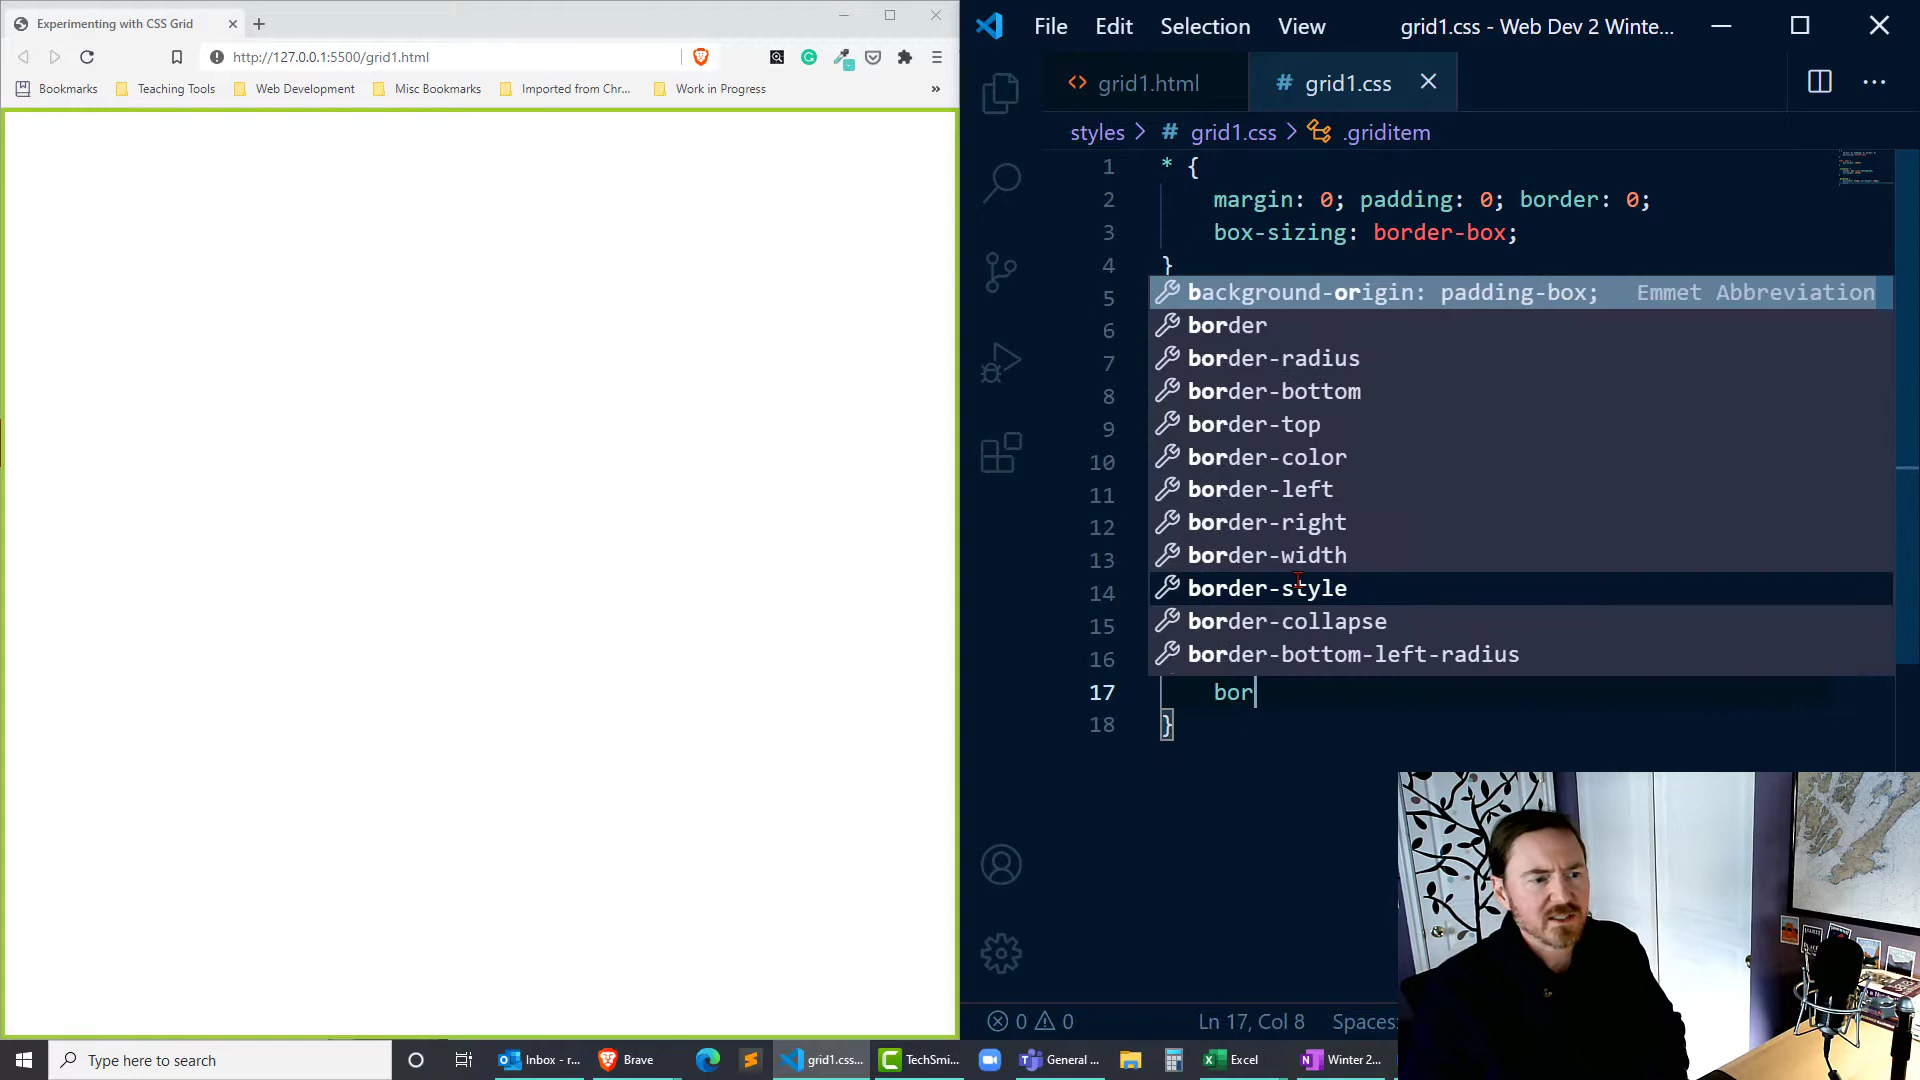 Experimenting with CSS Grid
http://127.0.0.1:5500/grid1.html
Bookmarks
Teaching Tools
Web Development
Misc Bookmarks
Imported from Chr...
Work in Progress
»
File Edit Selection View
grid1.css - Web Dev 2 Winte...
grid1.html
# grid1.css
styles > # grid1.css > .griditem
1 * {
2 margin: 0; padding: 0; border: 0;
3 box-sizing: border-box;
4 }
5
6
7
8
9
10
11
12
13
14
15
16
background-origin: padding-box; Emmet Abbreviation
border
border-radius
border-bottom
border-top
border-color
border-left
border-right
border-width
border-style
border-collapse
border-bottom-left-radius
17 bor
18 }
0 0
Ln 17, Col 8
Spaces:
Type here to search
Inbox - r...
Brave
grid1.css...
TechSmi...
General ...
Excel
Winter 2...